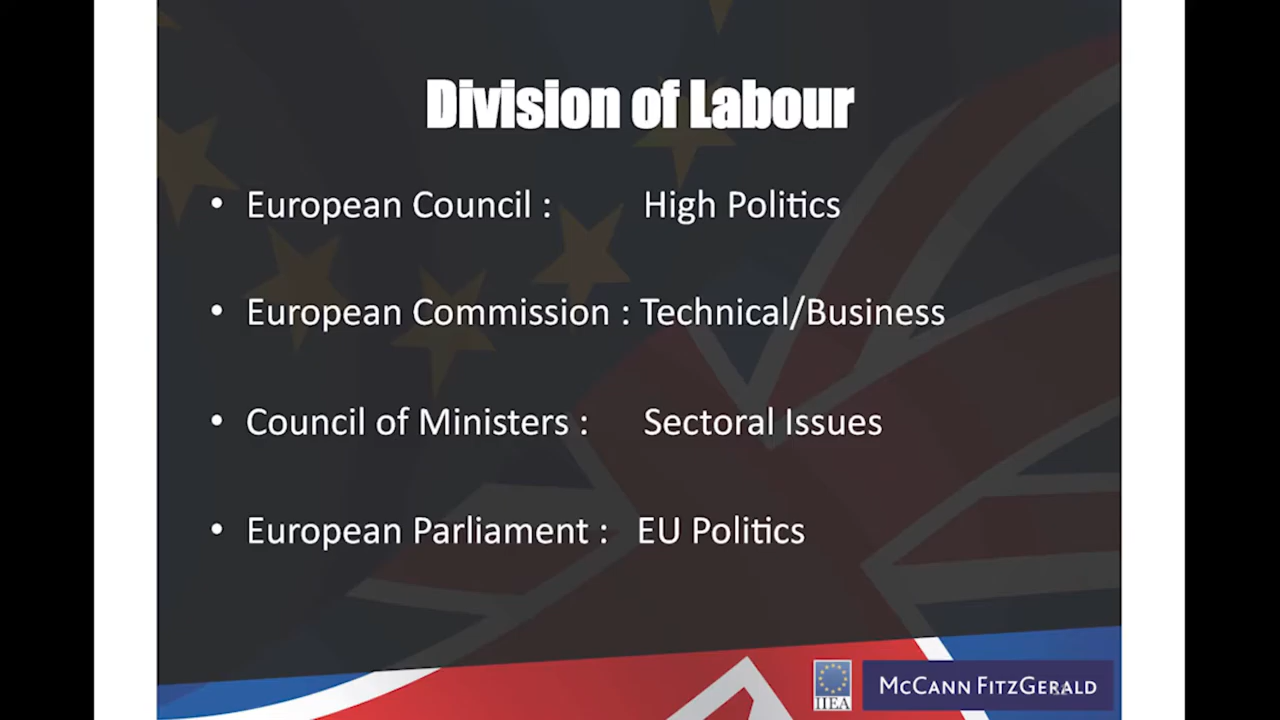 Division of Labour
• European Council : High Politics
• European Commission : Technical/Business
• Council of Ministers : Sectoral Issues
• European Parliament : EU Politics
IIEA
MCCANN FITZGERALD